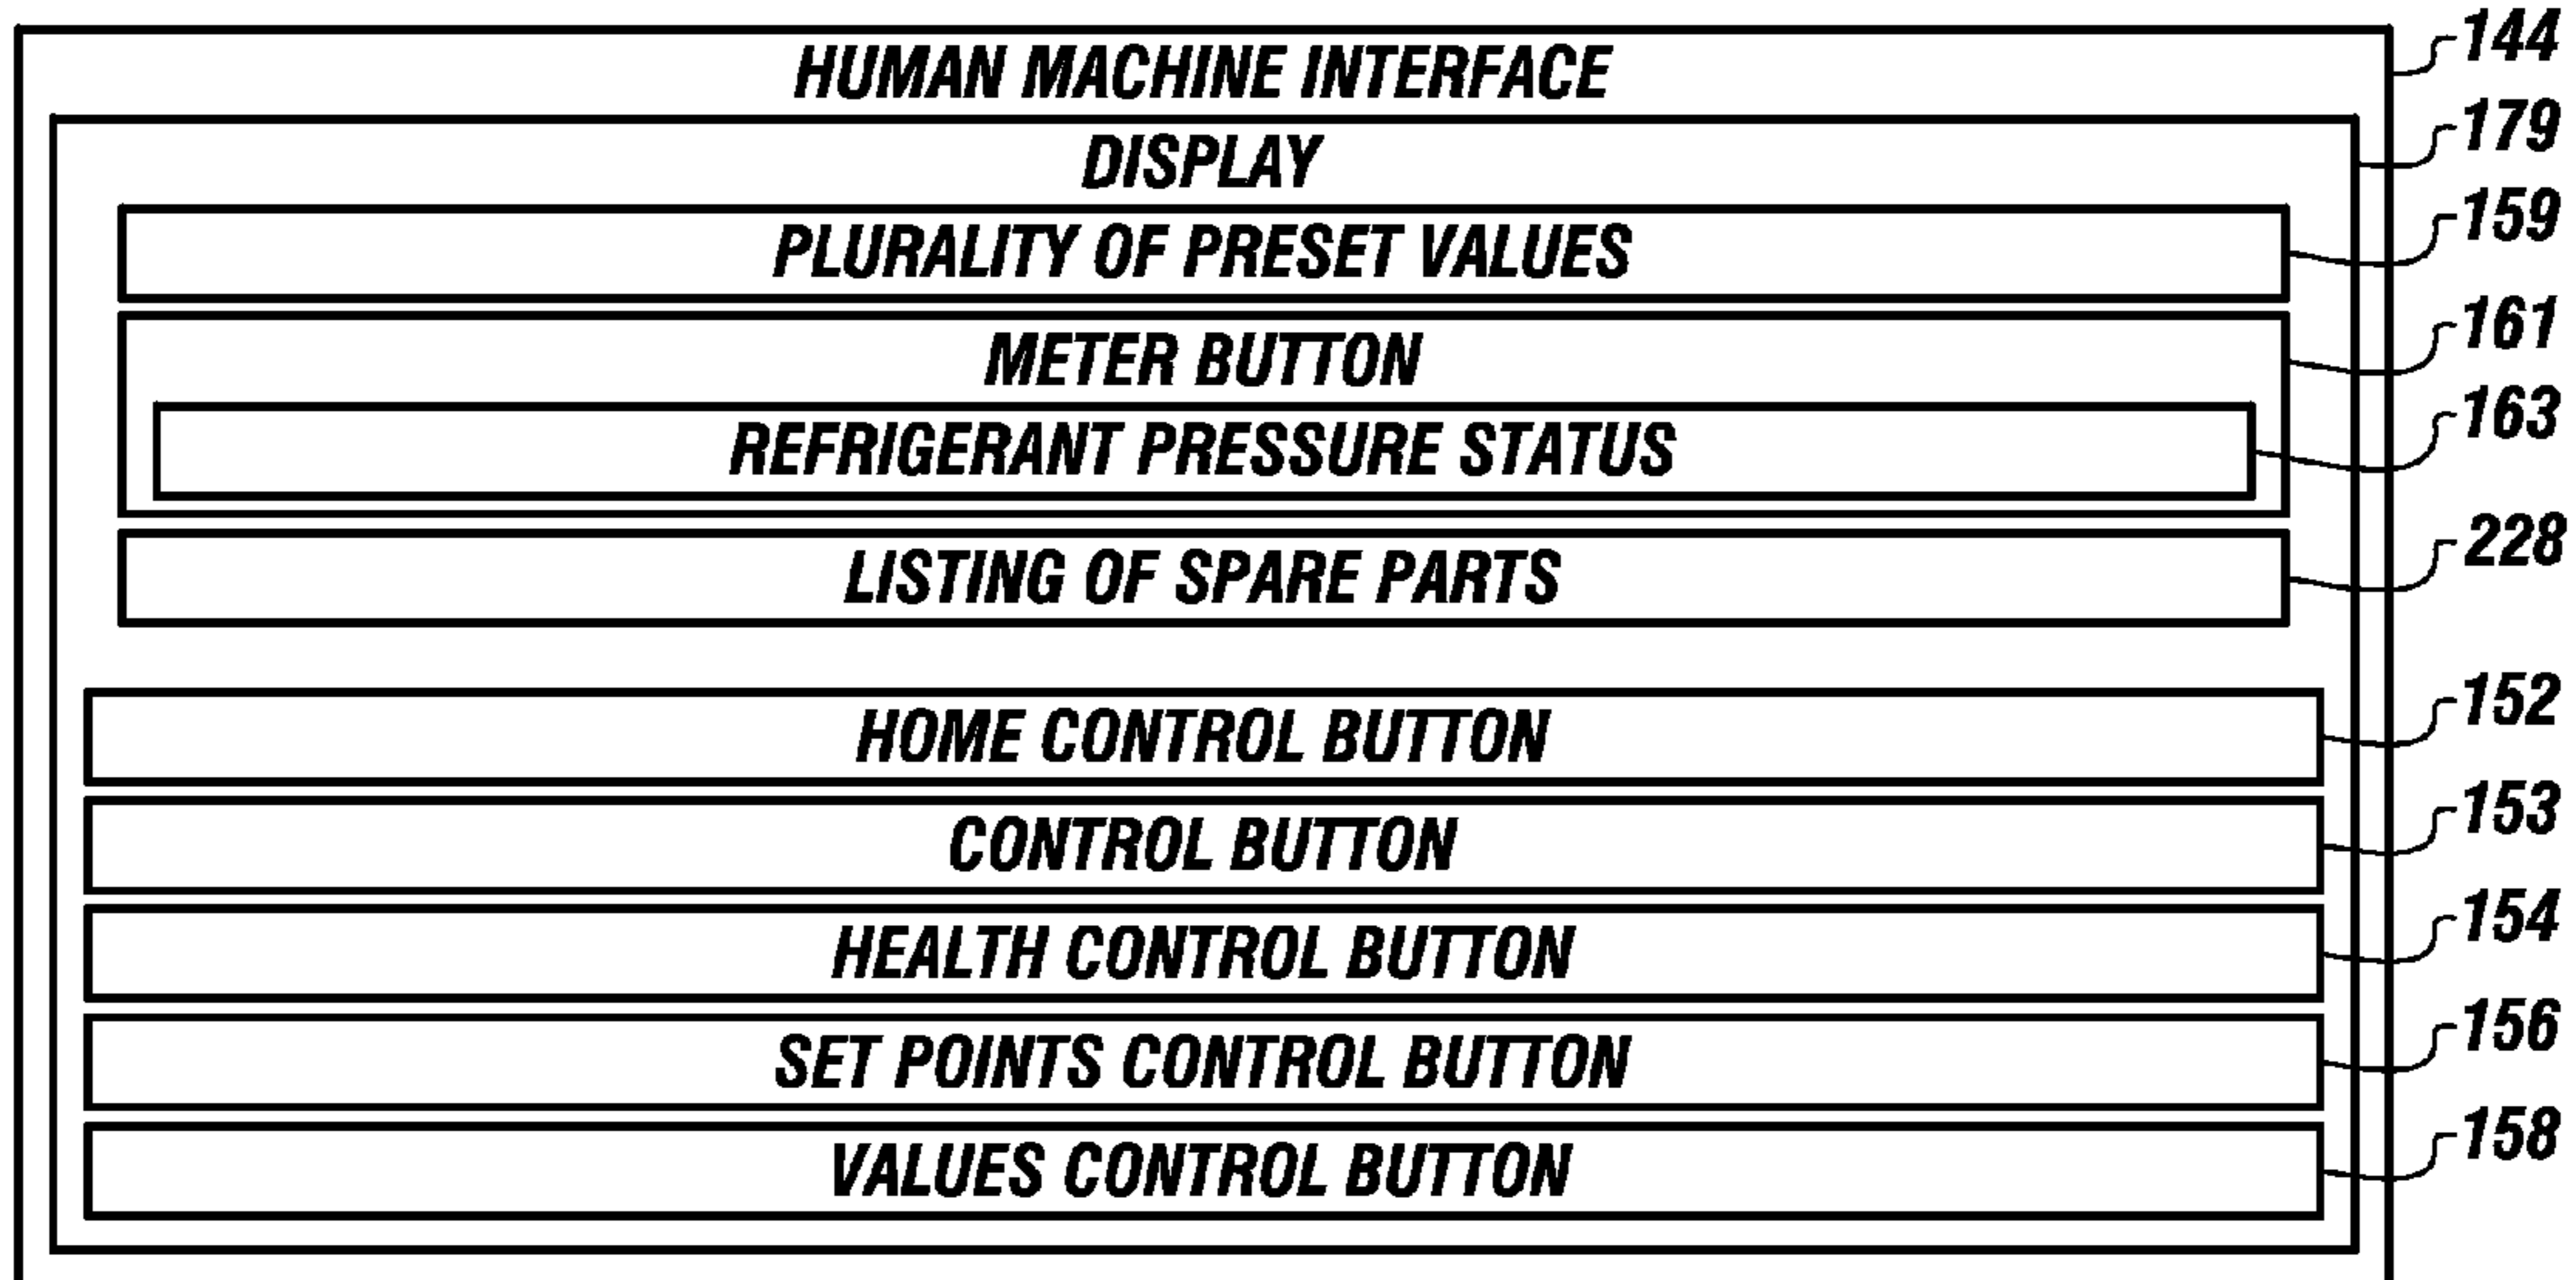 HUMAN MACHINE INTERFACE 144
DISPLAY 179
PLURALITY OF PRESET VALUES 159
METER BUTTON 161
REFRIGERANT PRESSURE STATUS 163
LISTING OF SPARE PARTS 228
HOME CONTROL BUTTON 152
CONTROL BUTTON 153
HEALTH CONTROL BUTTON 154
SET POINTS CONTROL BUTTON 156
VALUES CONTROL BUTTON 158